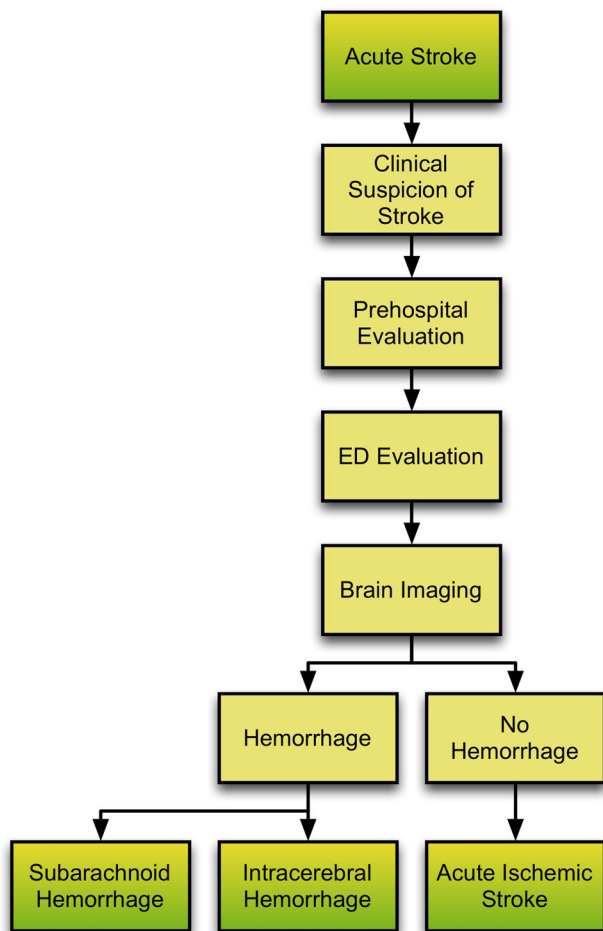 Acute Stroke
Clinical
Suspicion of
Stroke
Prehospital
Evaluation
ED Evaluation
Brain Imaging
Hemorrhage
No
Hemorrhage
Subarachnoid
Hemorrhage
Intracerebral
Hemorrhage
Acute Ischemic
Stroke